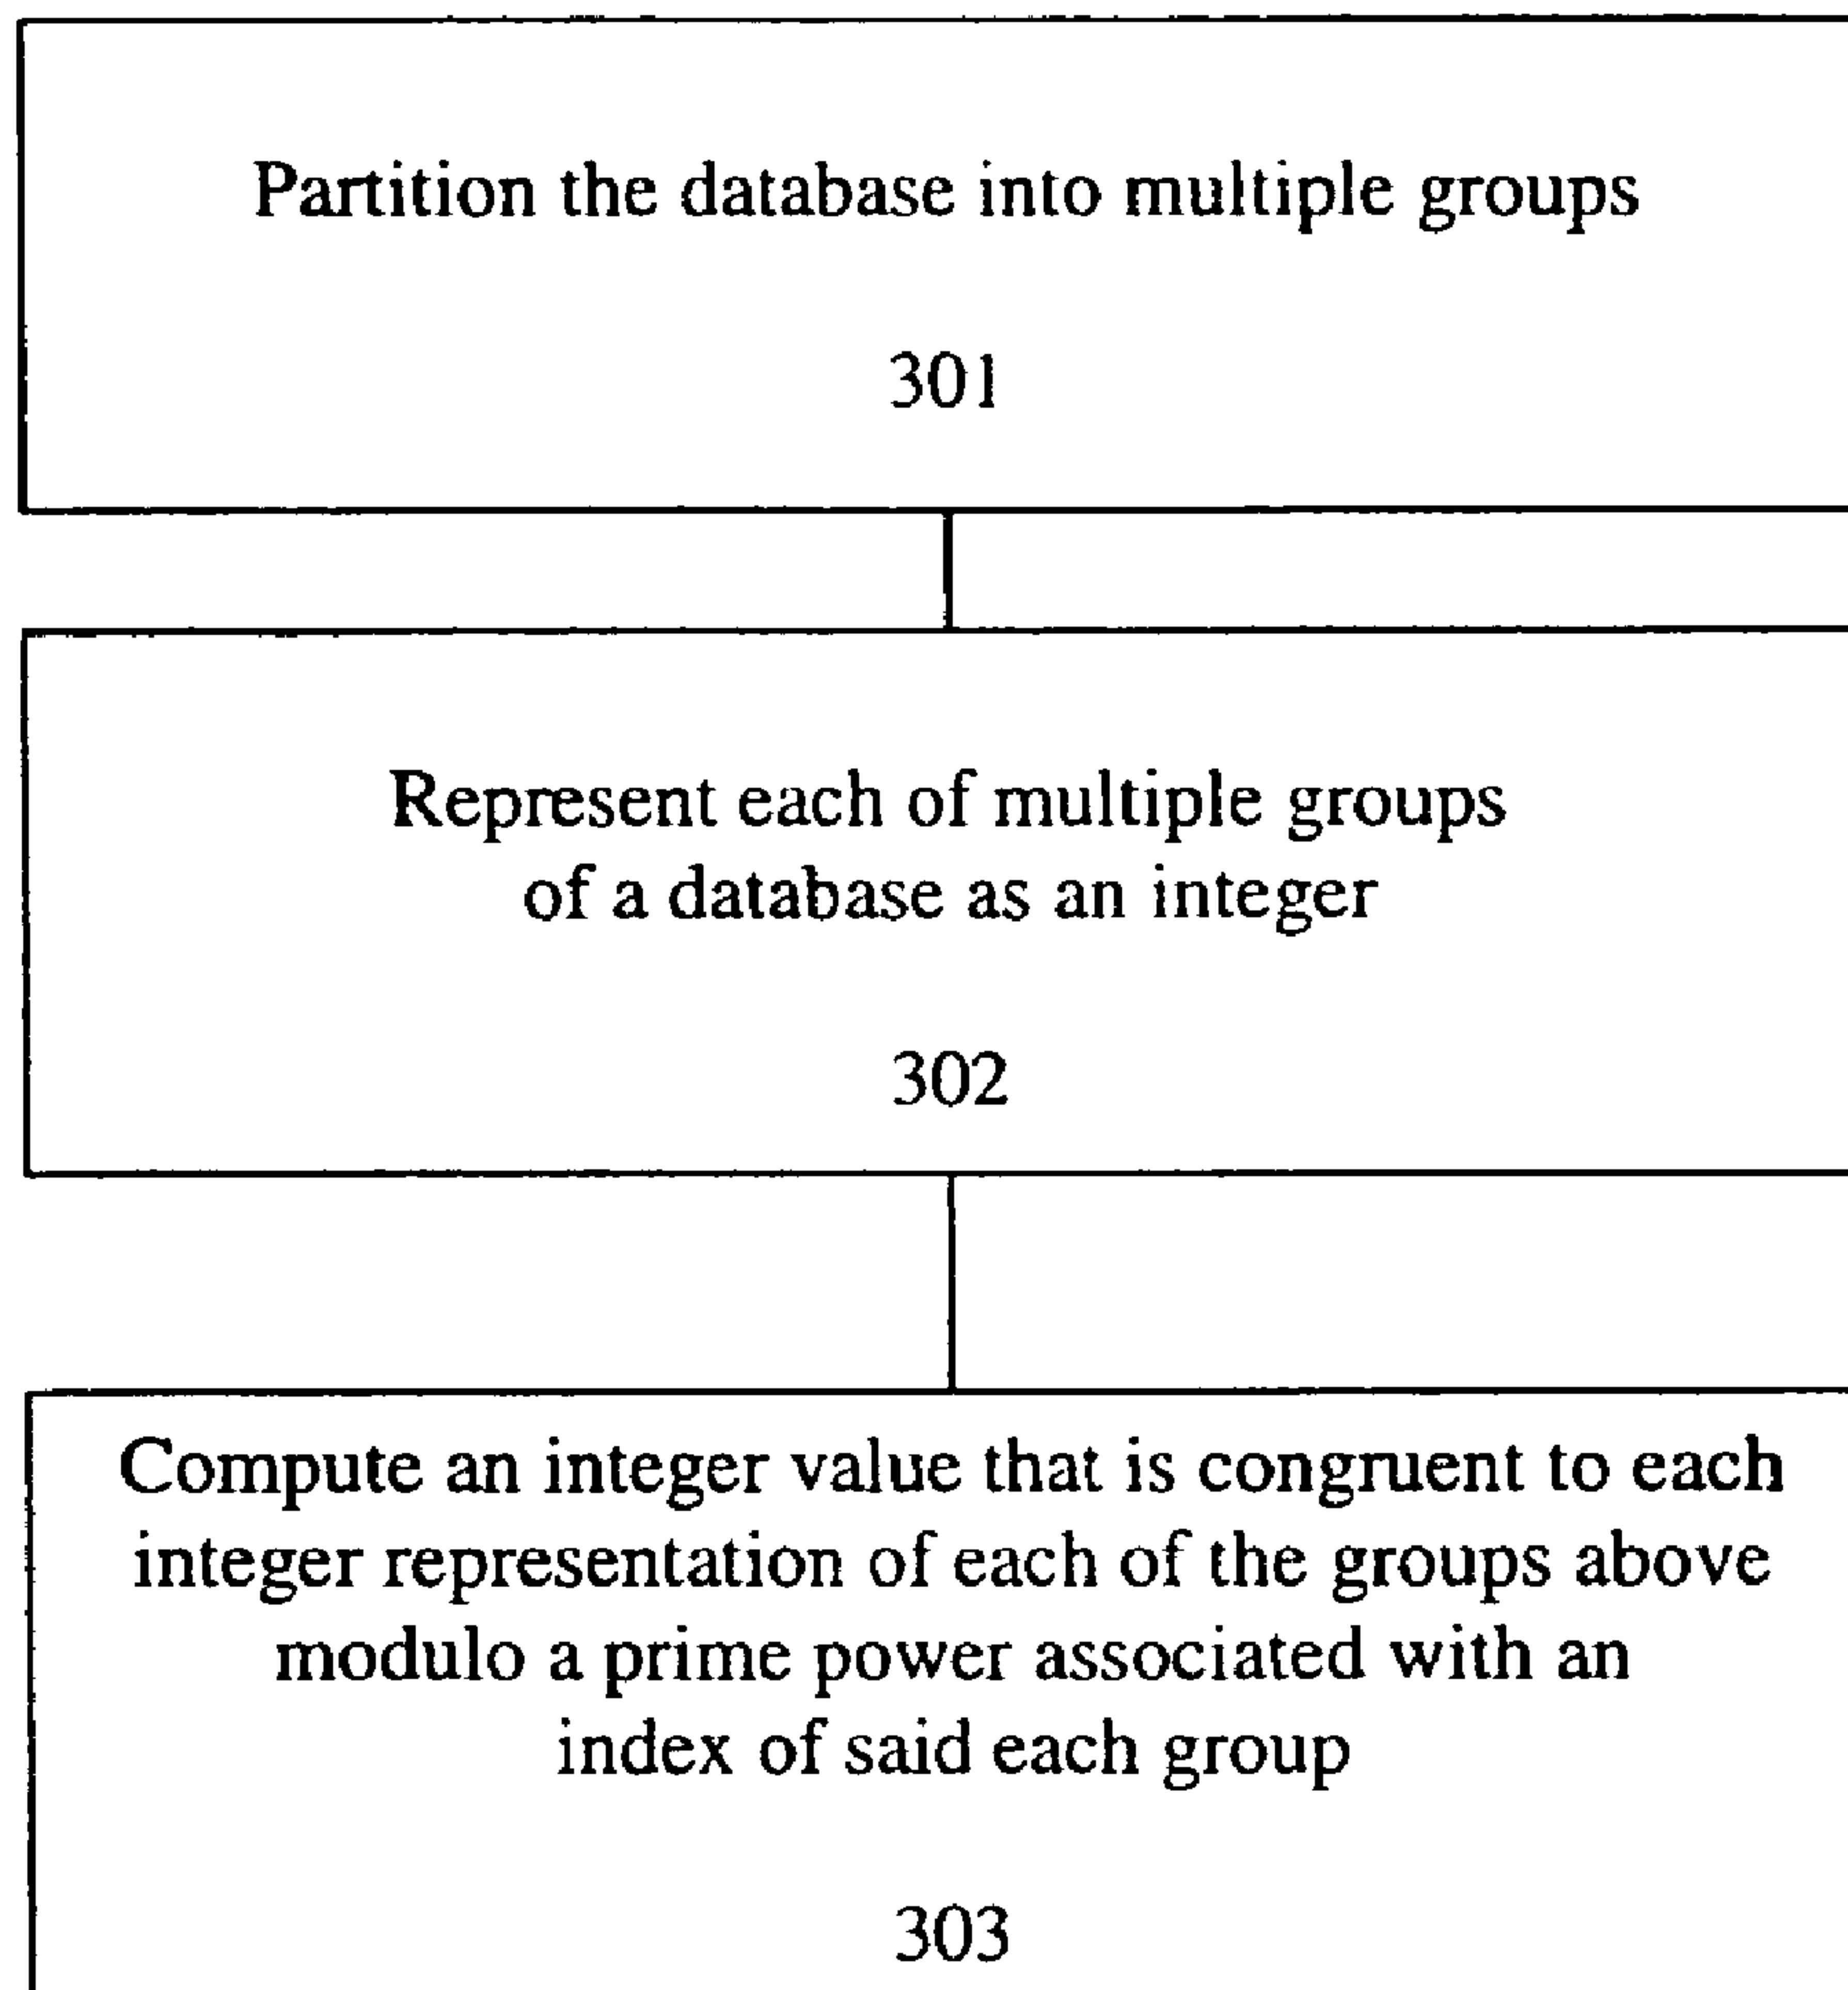 Partition the database into multiple groups
301
Represent each of multiple groups
of a database as an integer
302
Compute an integer value that is congruent to each
integer representation of each of the groups above
modulo a prime power associated with an
index of said each group
303